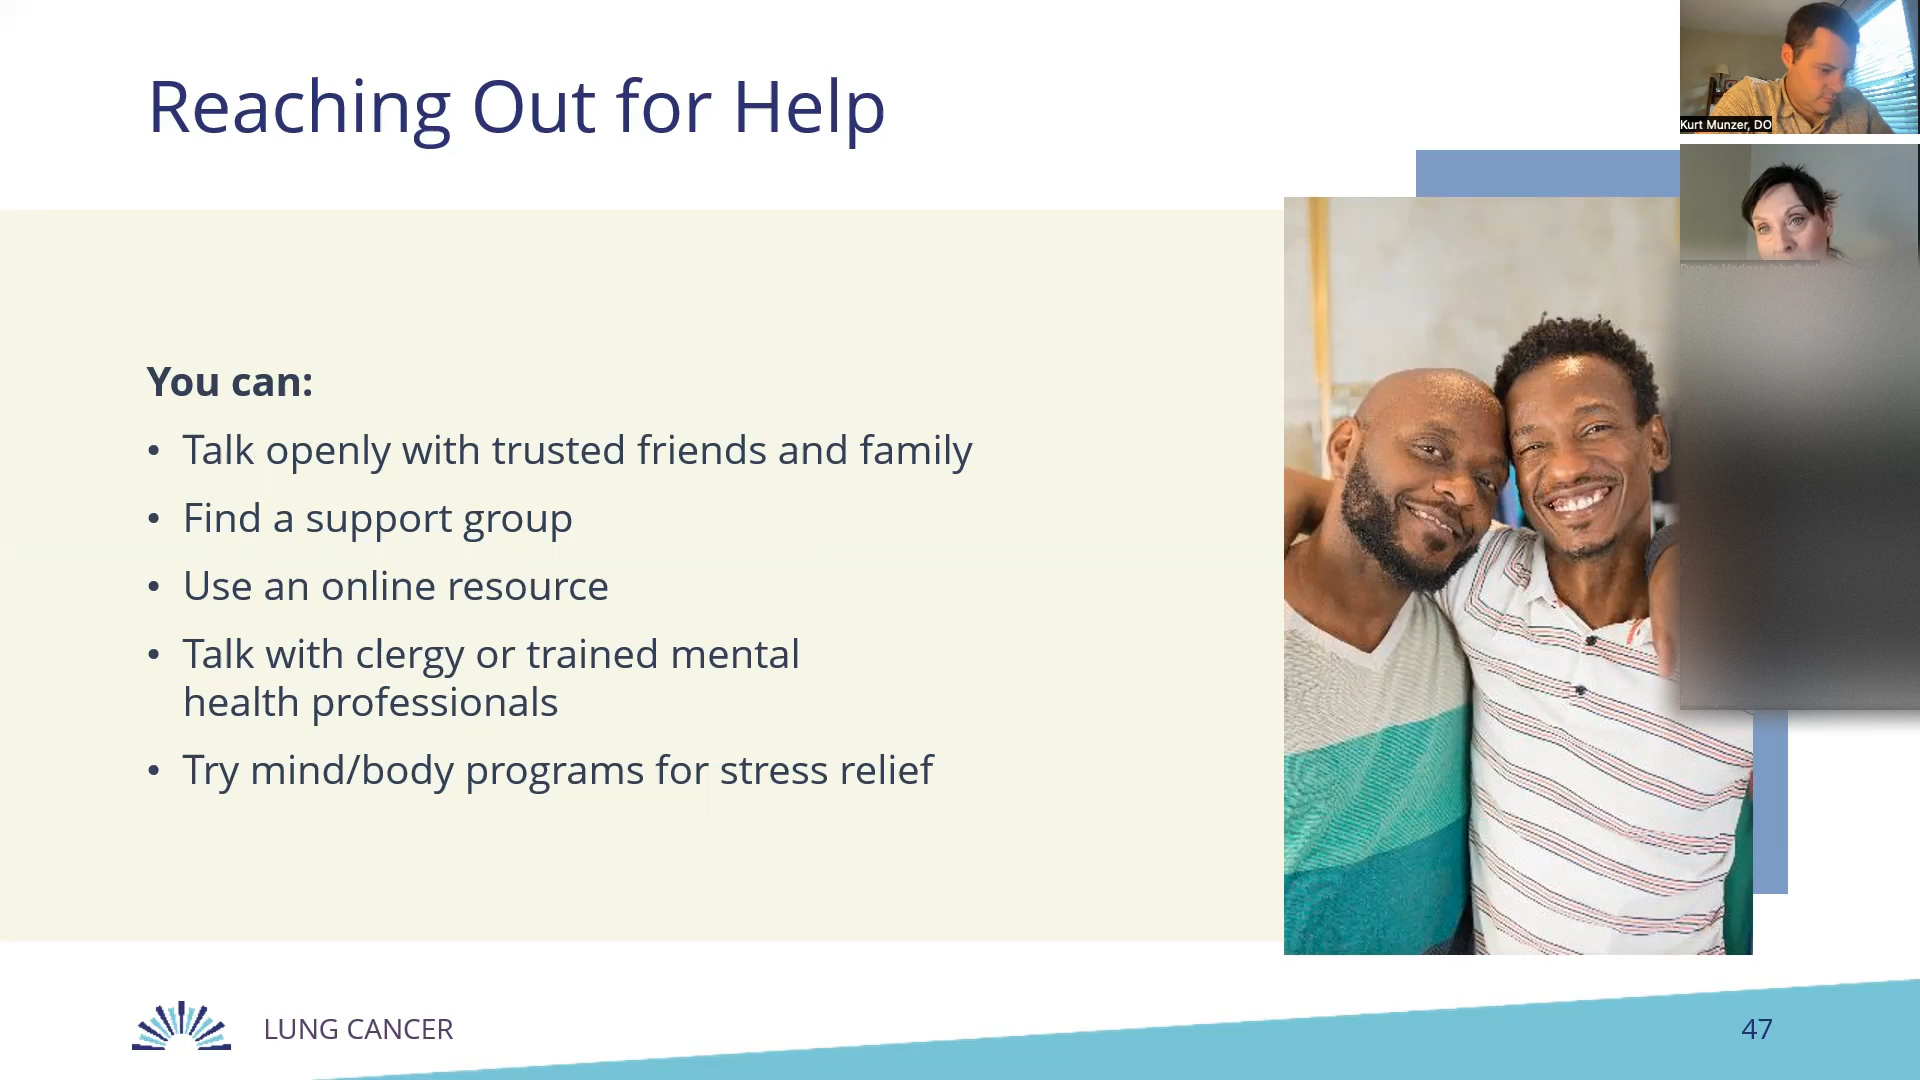 Reaching Out for Help
Kurt Munzer, DO
You can:
• Talk openly with trusted friends and family
• Find a support group
• Use an online resource
• Talk with clergy or trained mental
health professionals
• Try mind/body programs for stress relief
LUNG CANCER
47